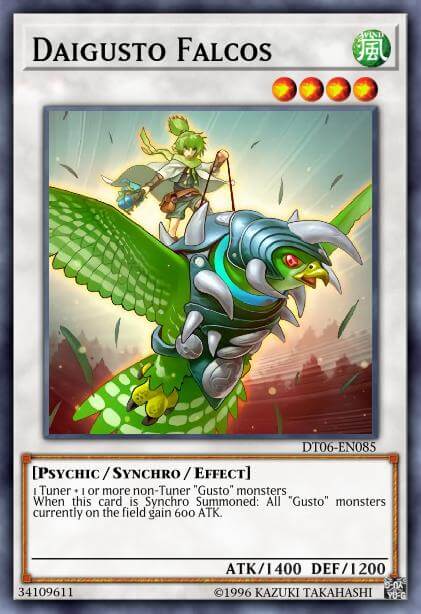 Daigusto Falcos
WIND
風
DT06-EN085
[Psychic / Synchro / Effect]
1 Tuner + 1 or more non-Tuner "Gusto" monsters
When this card is Synchro Summoned: All "Gusto" monsters
currently on the field gain 600 ATK.
ATK/1400 DEF/1200
34109611
©1996 KAZUKI TAKAHASHI